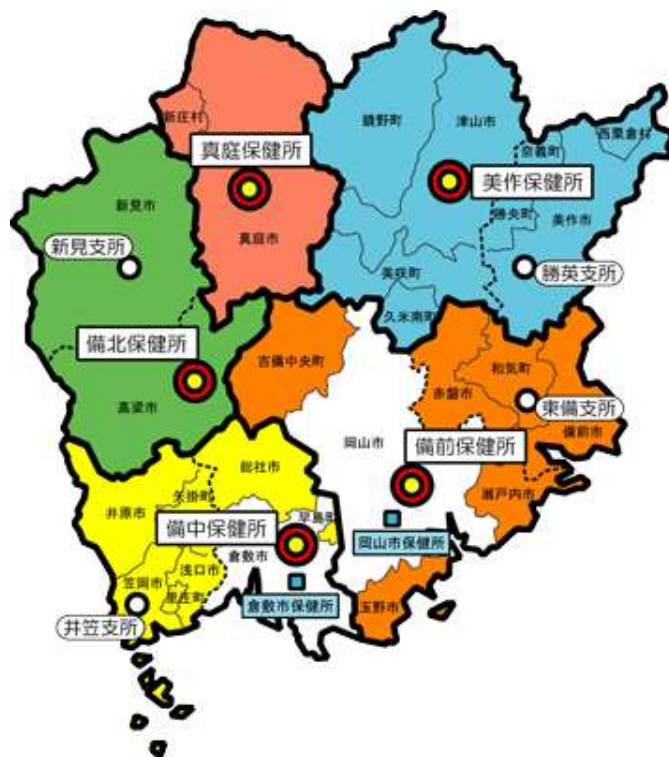 新庄村
真庭保健所
真庭市
鏡野町
津山市
西粟倉村
奈義町
美作保健所
勝央町
美作市
美咲町
勝英支所
久米南町
新見市
新見支所
備北保健所
高梁市
吉備中央町
和気町
赤磐市
東備支所
備前市
岡山市
備前保健所
瀬戸内市
岡山市保健所
玉野市
総社市
矢掛町
井原市
早島町
備中保健所
倉敷市
浅口市
笠岡市
里庄町
倉敷市保健所
井笠支所